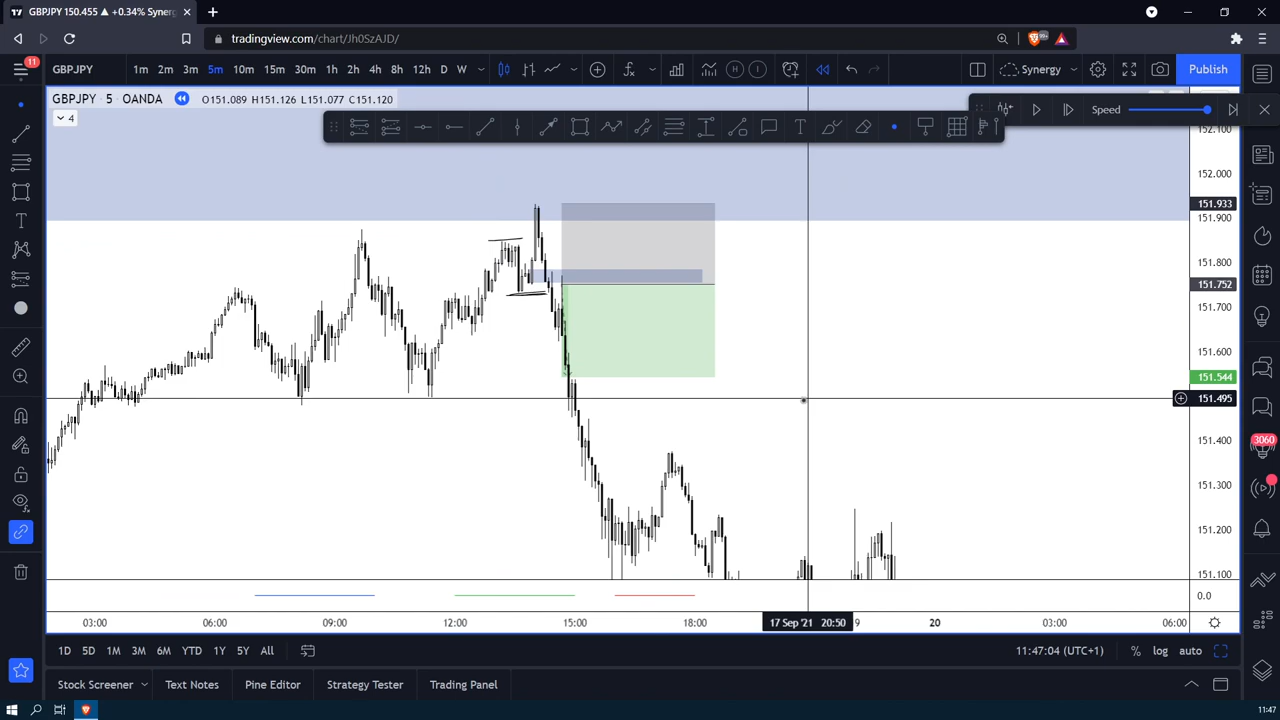 GBPJPY 150.455 ▲ +0.34% Synerg
tradingview.com/chart/Jh0SzAJD/
99+
11
GBPJPY 1m 2m 3m 5m 10m 15m 30m 1h 2h 4h 8h 12h D W Synergy Publish
GBPJPY · 5 · OANDA O151.089 H151.126 L151.077 C151.120
4
Speed
152.100
152.000
151.933
151.900
151.800
151.752
151.700
151.600
151.544
151.495
151.400
151.300
151.200
151.100
0.0
3060
03:00 06:00 09:00 12:00 15:00 18:00 17 Sep '21 20:50 9 20 03:00 06:00
1D 5D 1M 3M 6M YTD 1Y 5Y All 11:47:04 (UTC+1) % log auto
Stock Screener Text Notes Pine Editor Strategy Tester Trading Panel
11:47